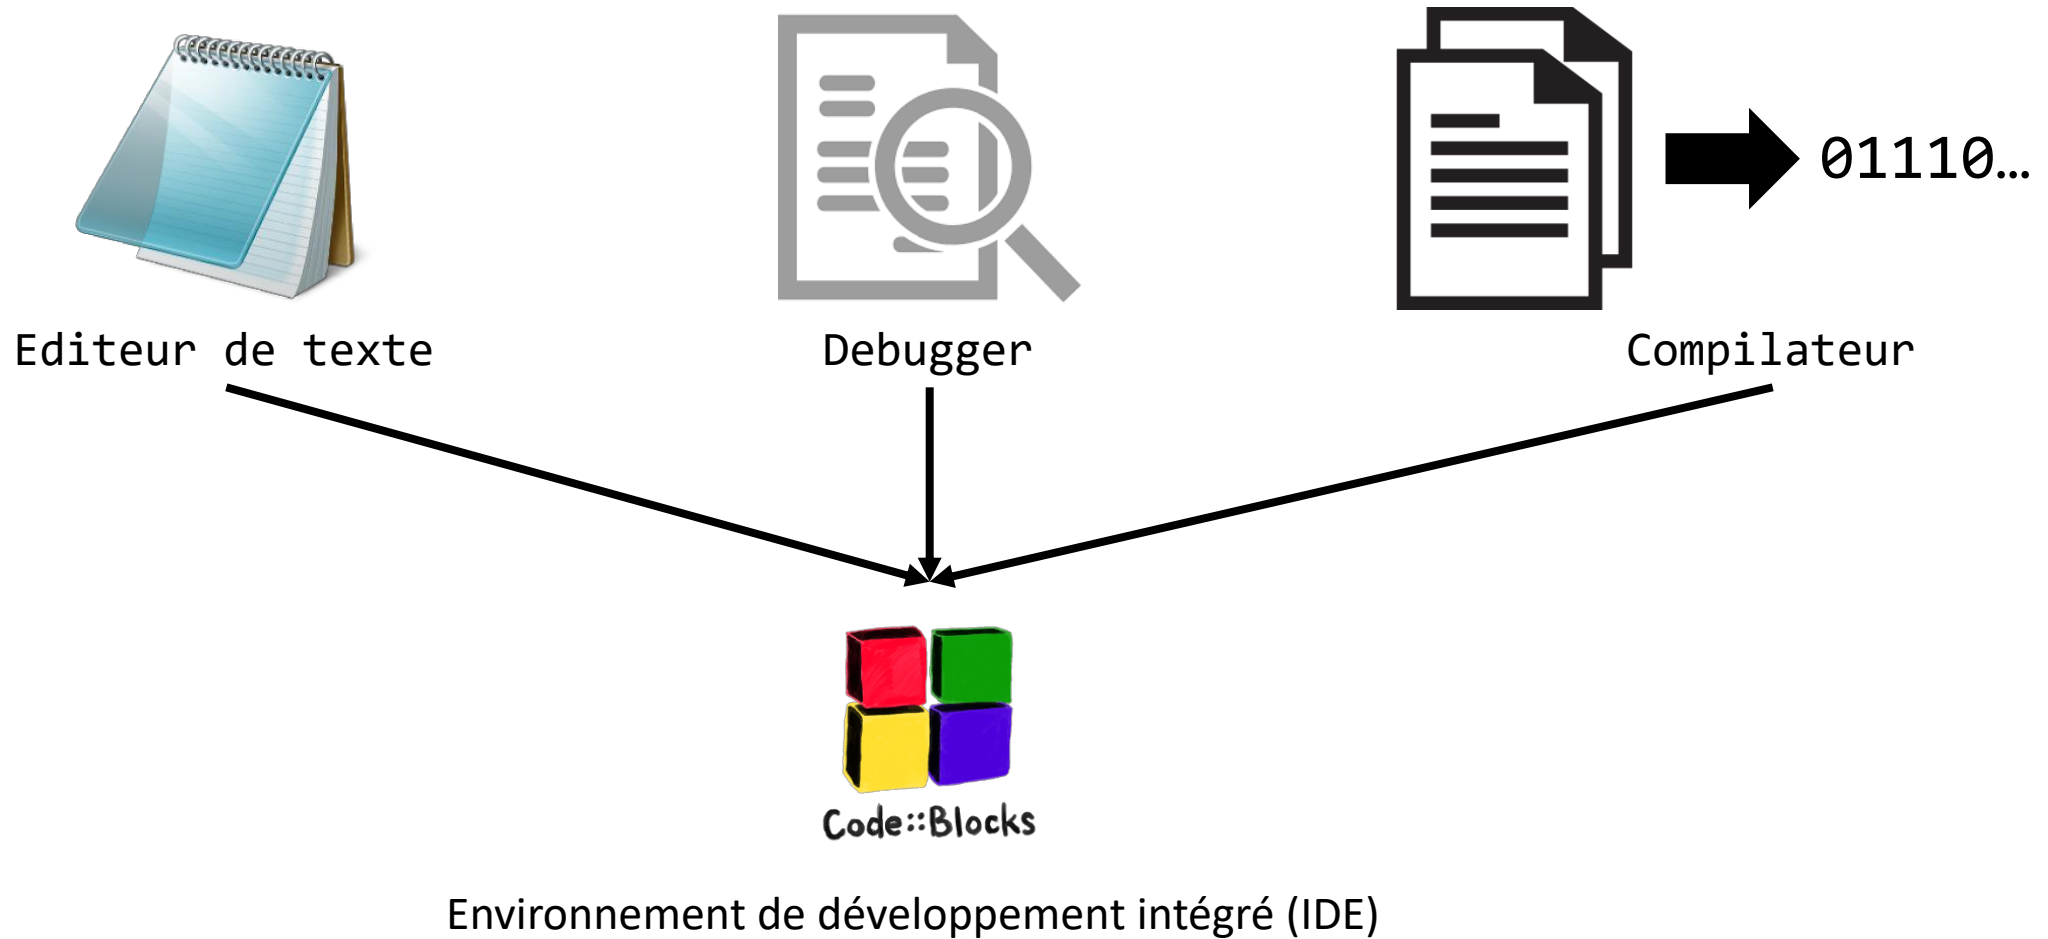 01110…
Editeur de texte
Debugger
Compilateur
Code::Blocks
Environnement de développement intégré (IDE)